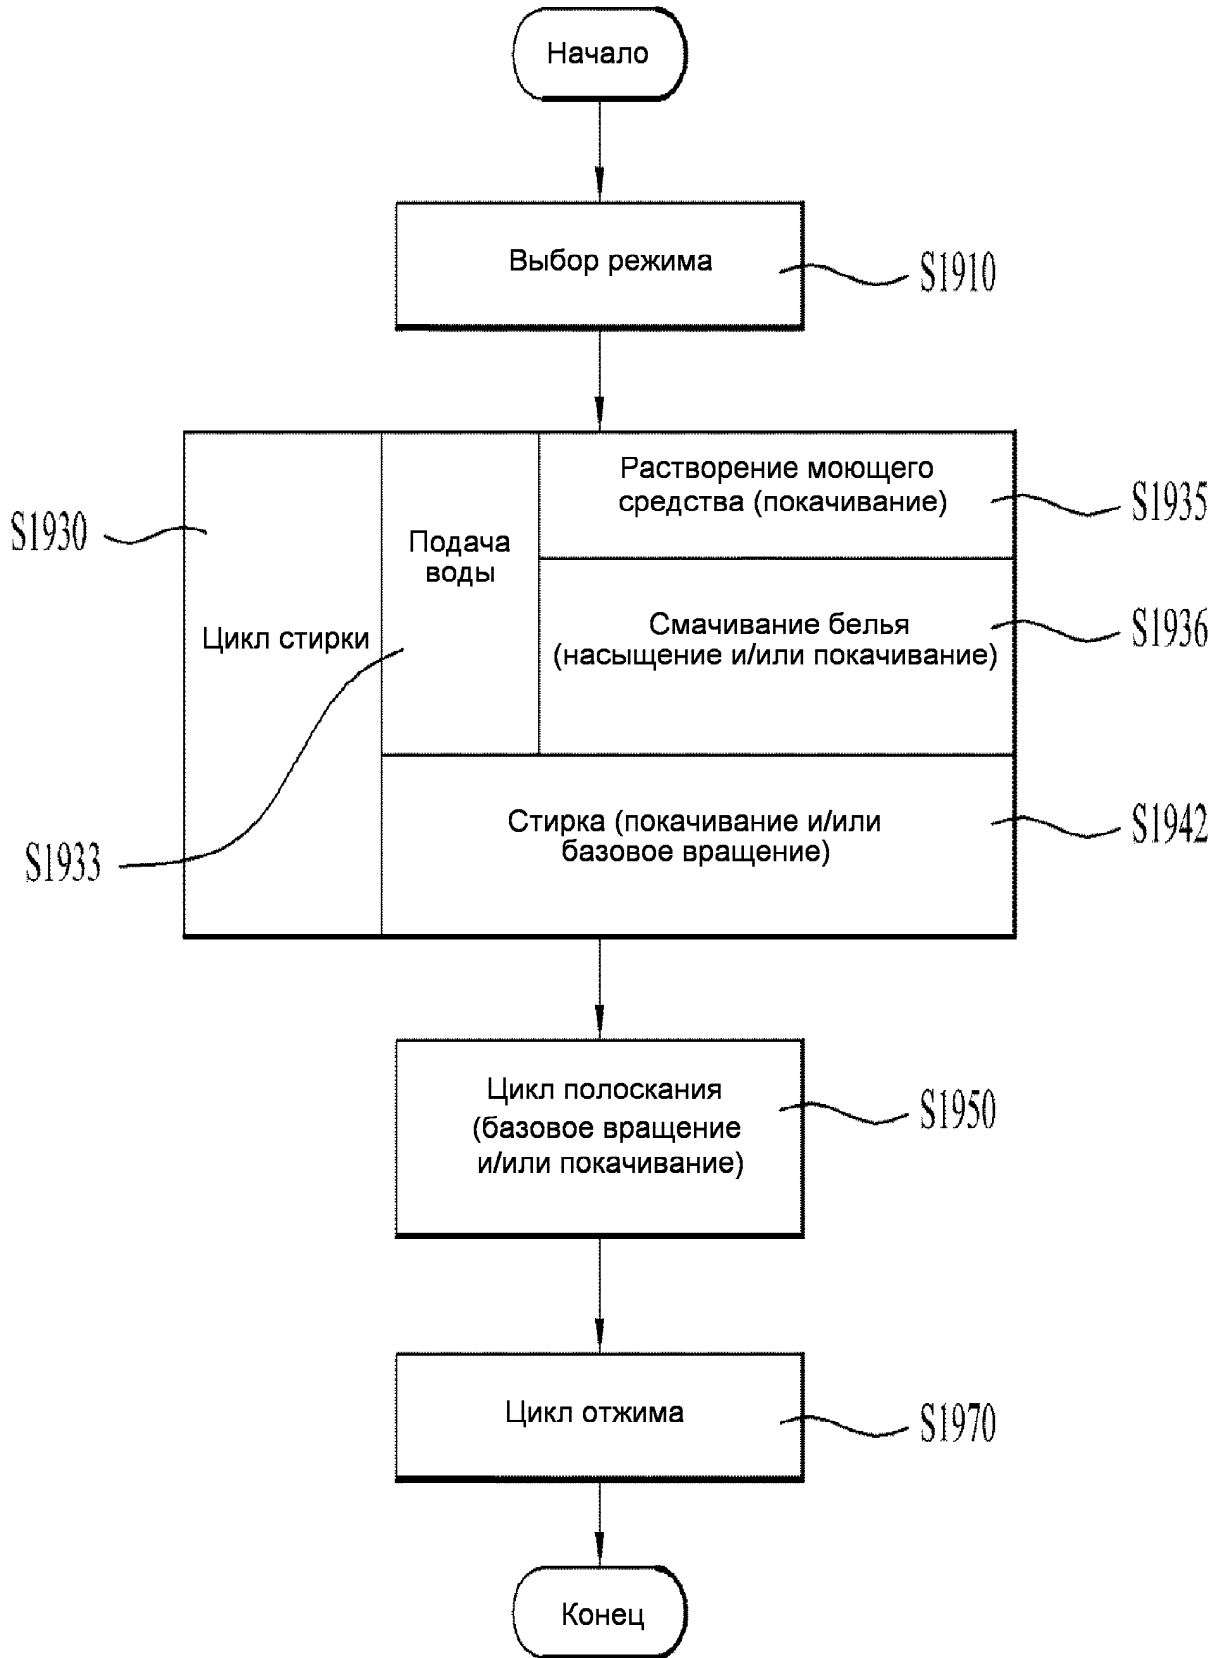 Начало
Выбор режима
S1910
Растворение моющего
средства (покачивание)
S1935
S1930
Подача
воды
Цикл стирки
Смачивание белья
(насыщение и/или покачивание)
S1936
S1933
Стирка (покачивание и/или
базовое вращение)
S1942
Цикл полоскания
(базовое вращение
и/или покачивание)
S1950
Цикл отжима
S1970
Конец